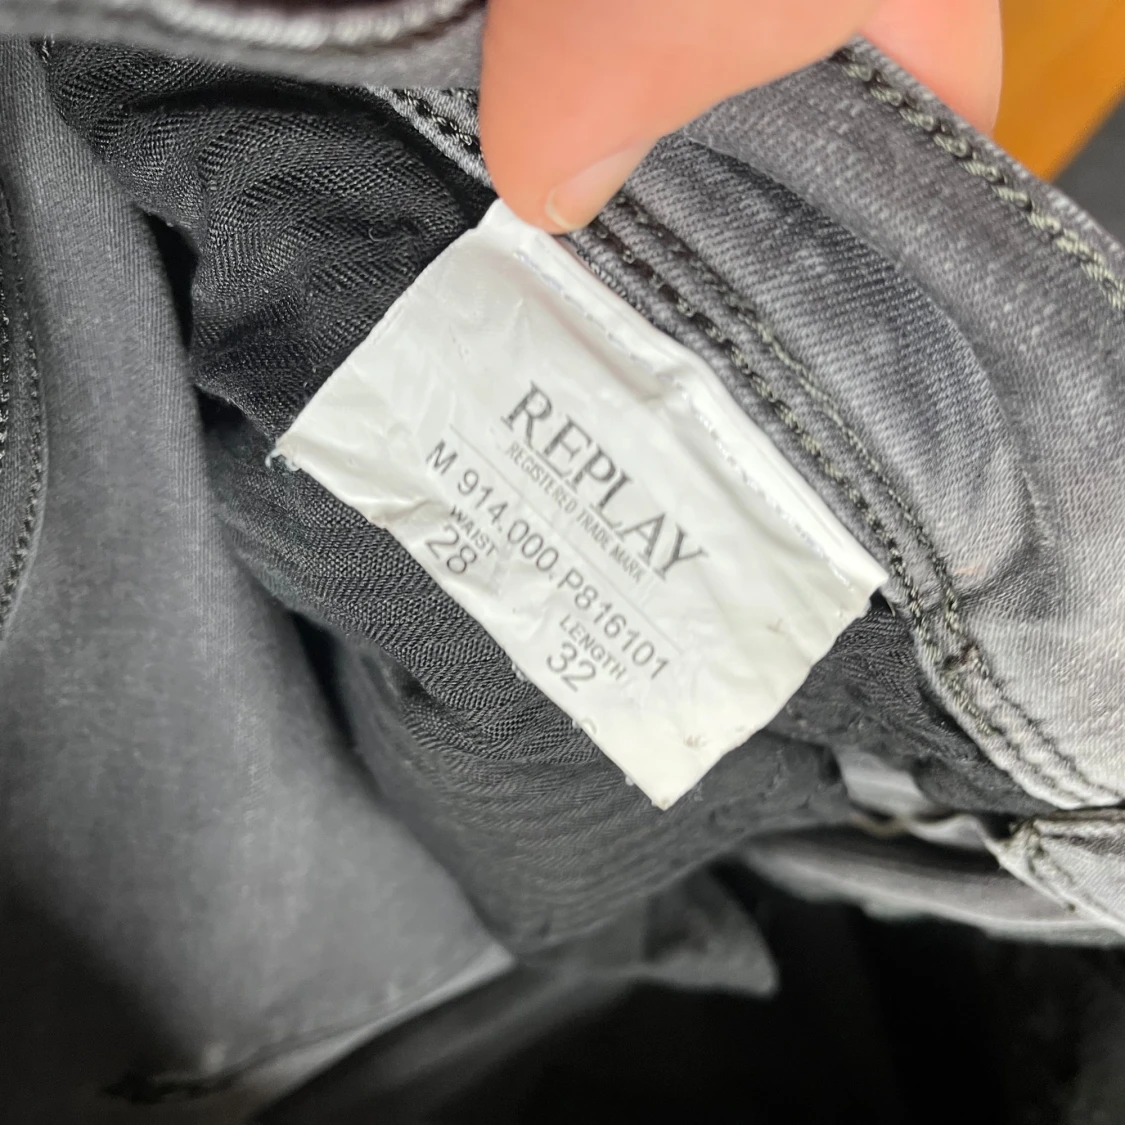 REPLAY
REGISTERED TRADE MARK
M 914.000.P816101
WAIST LENGTH
28 32